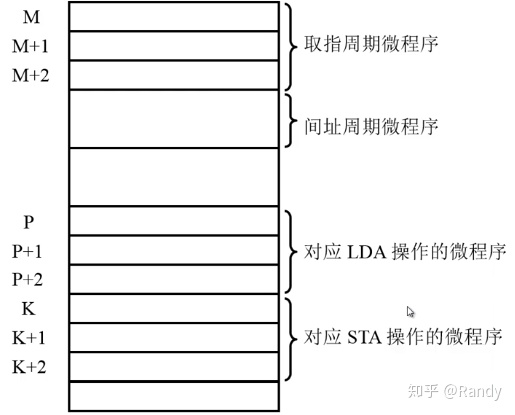 M
M+1
M+2
取指周期微程序
间址周期微程序
P
P+1
P+2
对应 LDA 操作的微程序
K
K+1
K+2
对应 STA 操作的微程序
知乎 @Randy